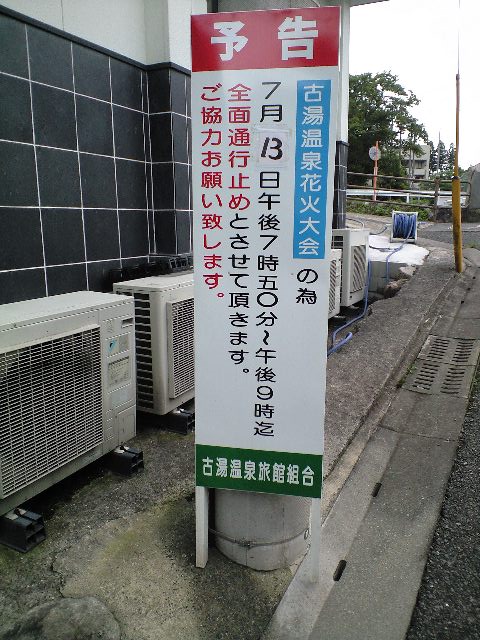 予告
古湯温泉花火大会の為
7月13日午後7時五〇分〜午後9時迄
全面通行止めとさせて頂きます。
ご協力お願い致します。
古湯温泉旅館組合